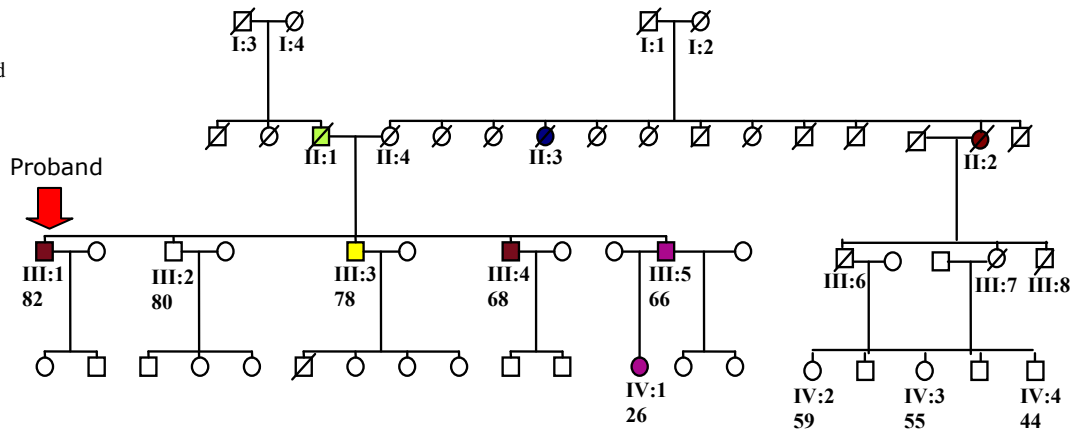 I:3 I:4 I:1 I:2
d
II:1 II:4 II:3 II:2
Proband
III:1 III:2 III:3 III:4 III:5 III:6 III:7 III:8
82 80 78 68 66
IV:1 IV:2 IV:3 IV:4
26 59 55 44